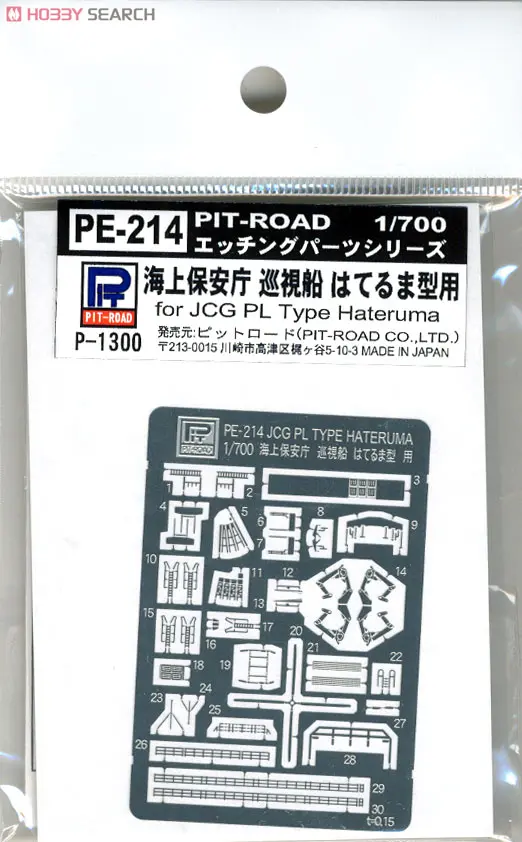 HOBBY SEARCH
PE-214 PIT-ROAD 1/700
エッチングパーツシリーズ
PIT
PIT-ROAD
P-1300
海上保安庁 巡視船 はてるま型用
for JCG PL Type Hateruma
発売元:ピットロード(PIT-ROAD CO.,LTD.)
〒213-0015 川崎市高津区梶ヶ谷5-10-3 MADE IN JAPAN
PIT
PIT-ROAD
PE-214 JCG PL TYPE HATERUMA
1/700 海上保安庁 巡視船 はてるま型 用
2
3
4
5
6
7
8
9
10
11
12
13
14
15
16
17
18
19
20
21
22
23
24
25
26
27
28
29
30
t=0.15